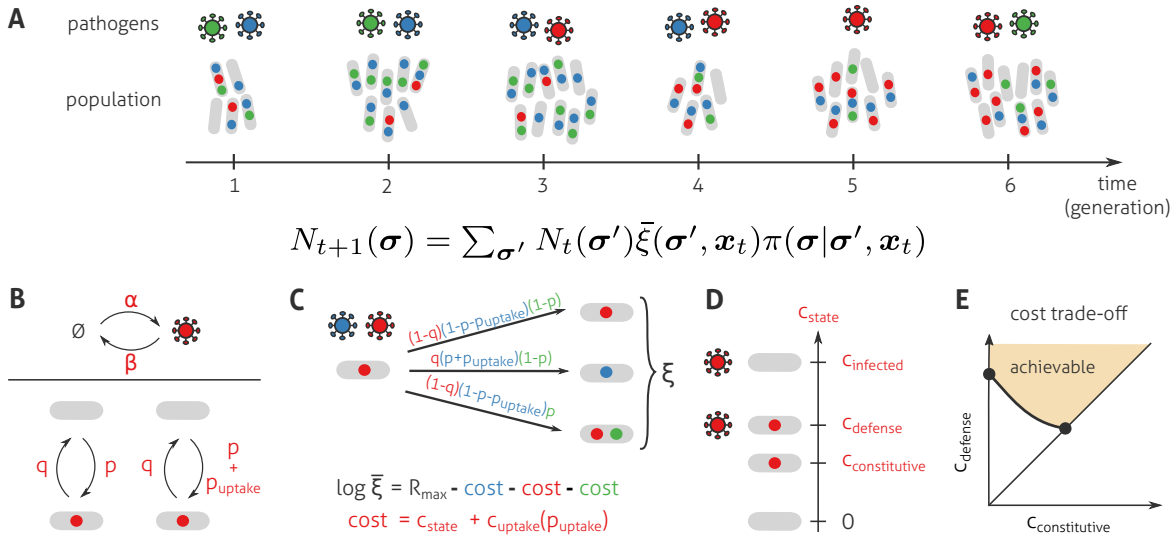 A
pathogens
population
1 2 3 4 5 6
time
(generation)
N_{t+1}(σ) = ∑_{σ'} N_t(σ')ξ̄(σ', x_t)π(σ|σ', x_t)
B
α
∅
β
q p q p
+
p_uptake
C
(1-q)(1-p-p_uptake)(1-p)
q(p+p_uptake)(1-p)
(1-q)(1-p-p_uptake)p
ξ
log ξ̄ = R_max - cost - cost - cost
cost = c_state + c_uptake(p_uptake)
D
c_state
c_infected
c_defense
c_constitutive
0
E
cost trade-off
achievable
c_defense
c_constitutive